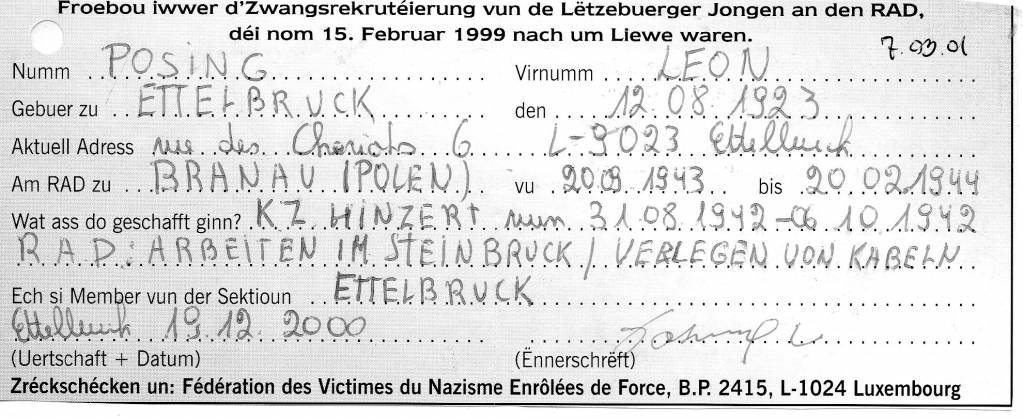 Froebou iwwer d'Zwangsrekrutéierung vun de Lëtzebuerger Jongen an den RAD,
déi nom 15. Februar 1999 nach um Liewe waren.
7.03.01
Numm POSING Virnumm LEON
Gebuer zu ETTELBRUCK den 12.08.1923
Aktuell Adress rue des Chariots 6 L-9023 Ettelbruck
Am RAD zu BRANAU (POLEN) vu 20.09.1943 bis 20.02.1944
Wat ass do geschafft ginn? KZ HINZERT vum 31.08.1942-06.10.1942
R.A.D: ARBEITEN IM STEINBRUCK / VERLEGEN VON KABELN
Ech si Member vun der Sektioun ETTELBRUCK
Ettelbruck 19.12.2000
(Uertschaft + Datum) (Ënnerschrëft)
Zréckschécken un: Fédération des Victimes du Nazisme Enrôlées de Force, B.P. 2415, L-1024 Luxembourg